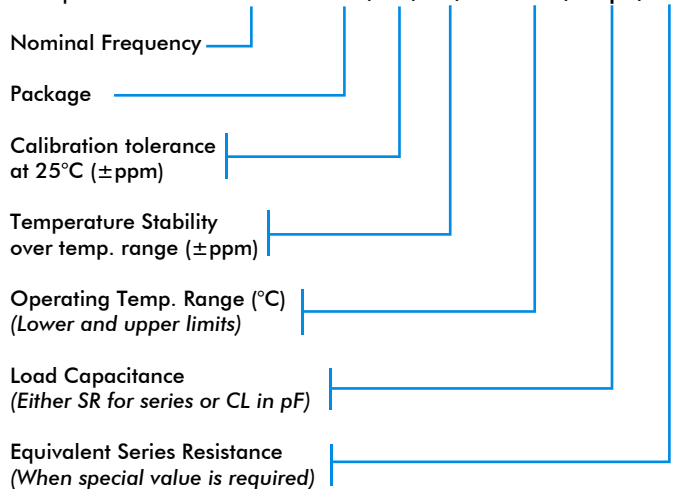 Nominal Frequency
Package
Calibration tolerance
at 25°C (±ppm)
Temperature Stability
over temp. range (±ppm)
Operating Temp. Range (°C)
(Lower and upper limits)
Load Capacitance
(Either SR for series or CL in pF)
Equivalent Series Resistance
(When special value is required)